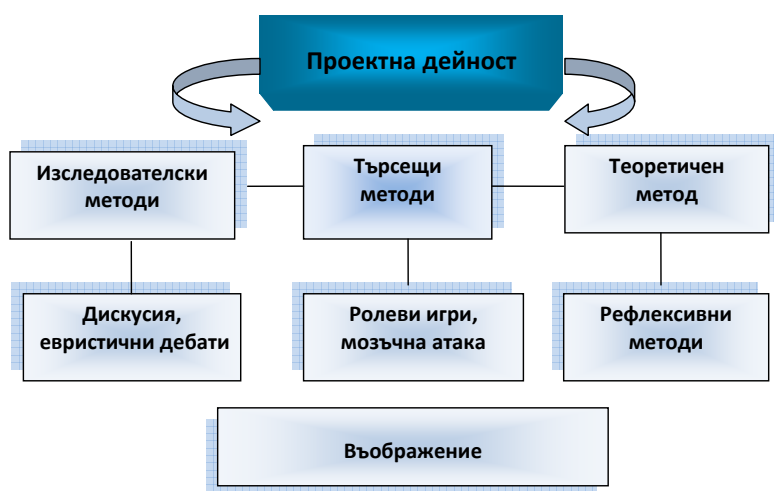 Проектна дейност
Изследователски
методи
Търсещи
методи
Теоретичен
метод
Дискусия,
евристични дебати
Ролеви игри,
мозъчна атака
Рефлексивни
методи
Въображение